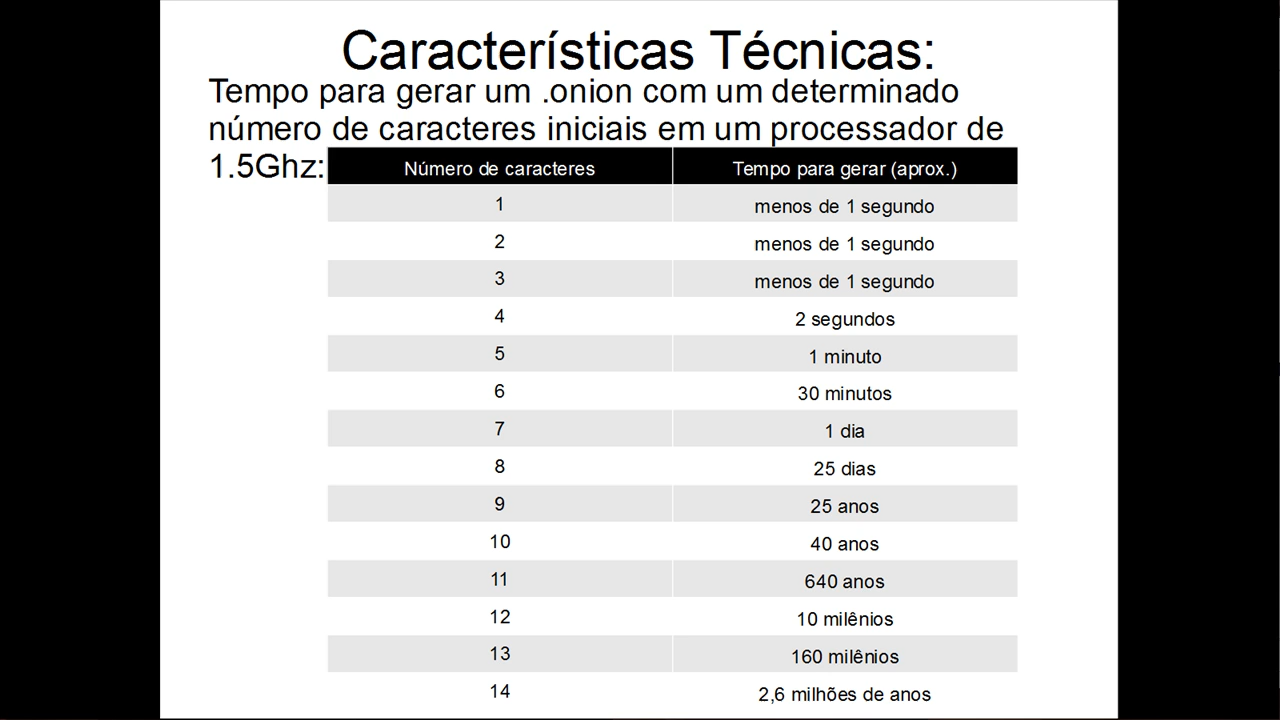 Características Técnicas:
Tempo para gerar um .onion com um determinado
número de caracteres iniciais em um processador de
1.5Ghz:
Número de caracteres Tempo para gerar (aprox.)
1 menos de 1 segundo
2 menos de 1 segundo
3 menos de 1 segundo
4 2 segundos
5 1 minuto
6 30 minutos
7 1 dia
8 25 dias
9 25 anos
10 40 anos
11 640 anos
12 10 milênios
13 160 milênios
14 2,6 milhões de anos